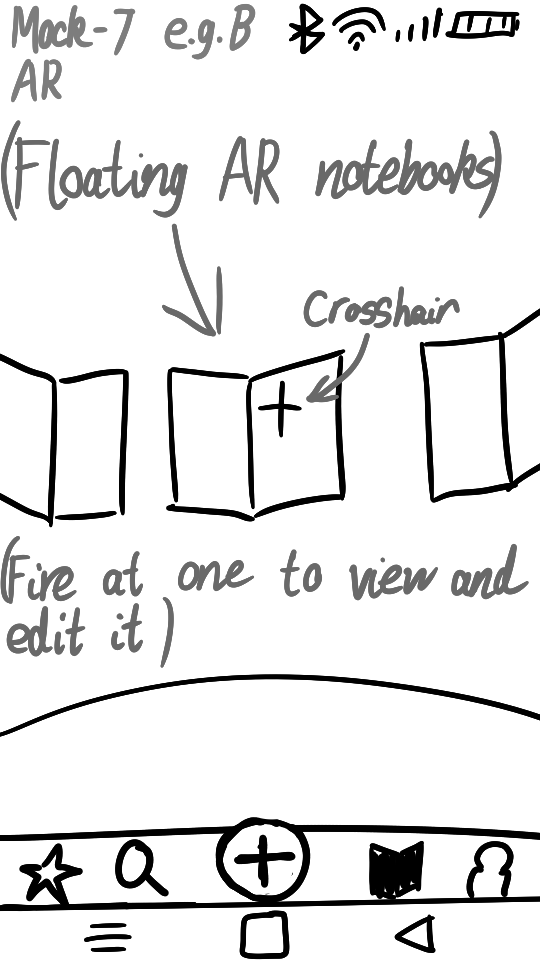 Mock-7 e.g.B
AR
(Floating AR notebooks)
Crosshair
(Fire at one to view and
edit it)